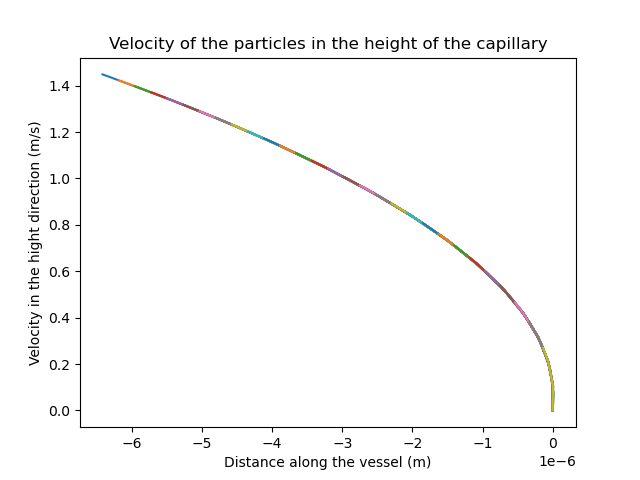 Velocity of the particles in the height of the capillary
1.4
1.2
1.0
0.8
0.6
0.4
0.2
0.0
Velocity in the hight direction (m/s)
−6 −5 −4 −3 −2 −1 0
1e−6
Distance along the vessel (m)